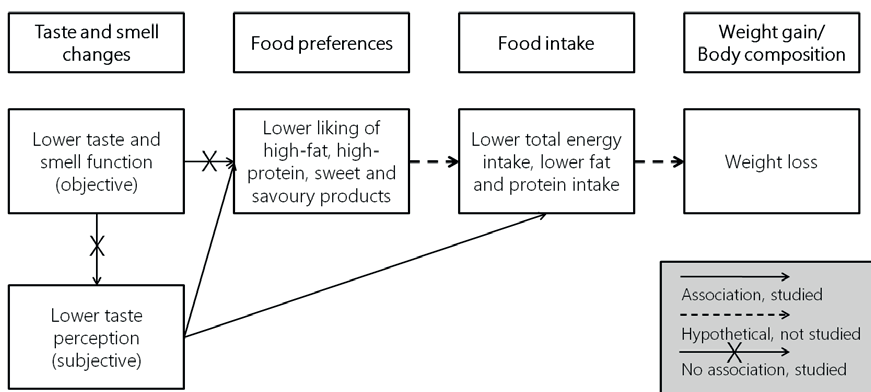 Taste and smell
changes
Food preferences
Food intake
Weight gain/
Body composition
Lower taste and
smell function
(objective)
Lower liking of
high-fat, high-
protein, sweet and
savoury products
Lower total energy
intake, lower fat
and protein intake
Weight loss
Lower taste
perception
(subjective)
Association, studied
Hypothetical, not studied
No association, studied